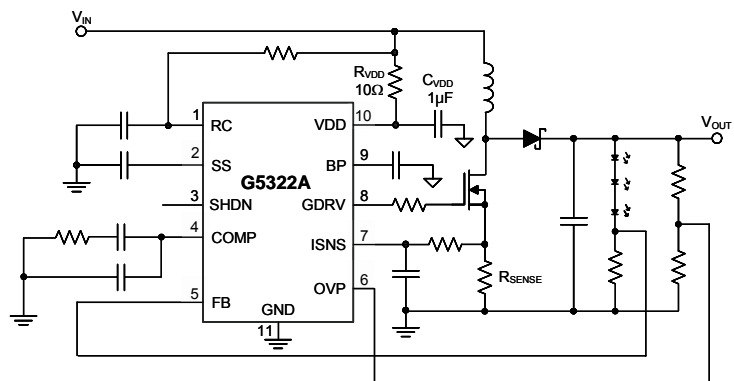 VIN
RVDD
10Ω
CVDD
1µF
1
RC
VDD
10
VOUT
2
SS
BP
9
G5322A
3
SHDN
GDRV
8
4
COMP
ISNS
7
RSENSE
OVP
6
5
FB
GND
11